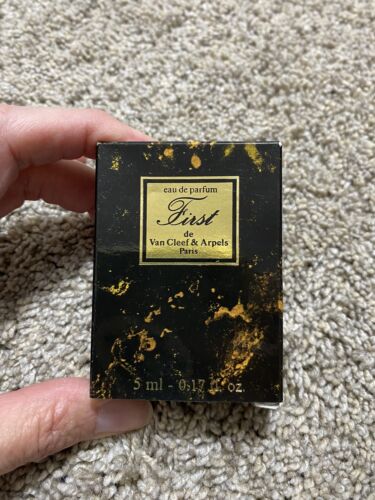 eau de parfum
First
de
Van Cleef & Arpels
Paris
5 ml - 0.17 fl. oz.